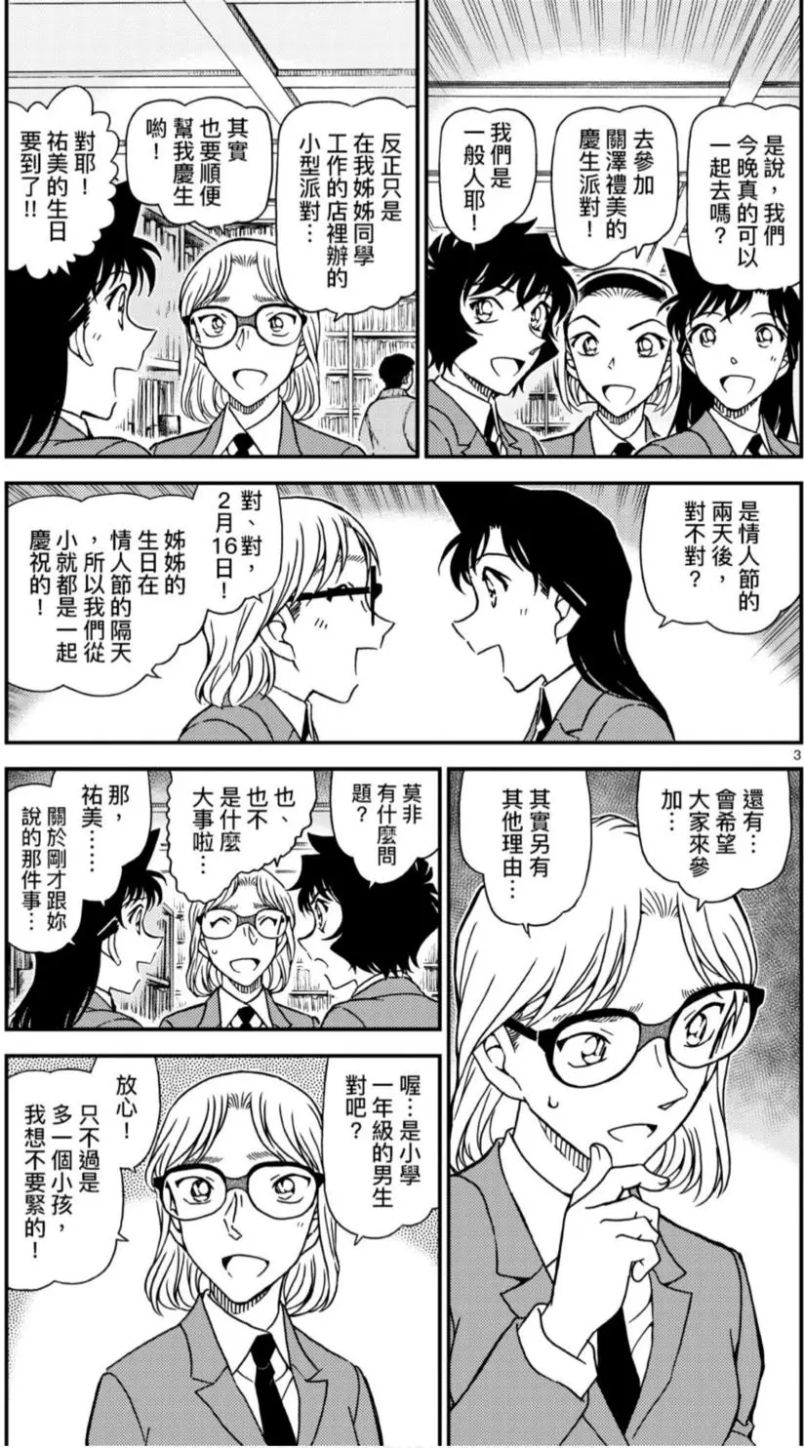 是說，我們
今晚真的可以
一起去嗎？
去參加
關澤禮美的
慶生派對！
我們是
一般人耶！
反正只是
在我姊姊同學
工作的店裡辦的
小型派對…
其實
也要順便
幫我慶生
喲！
對耶！
祐美的生日
要到了!!
是情人節的
兩天後，
對不對？
對、對，
2月16日！
姊姊的
生日在
情人節的隔天
，所以我們從
小就都是一起
慶祝的！
3
還有…
會希望
大家來參
加…
其實另有
其他理由…
莫非
有什麼問
題？
也、
也不
是什麼
大事啦…
那，
祐美……
關於剛才跟妳
說的那件事…
喔…是小學
一年級的男生
對吧？
放心！
只不過是
多一個小孩，
我想不要緊的！